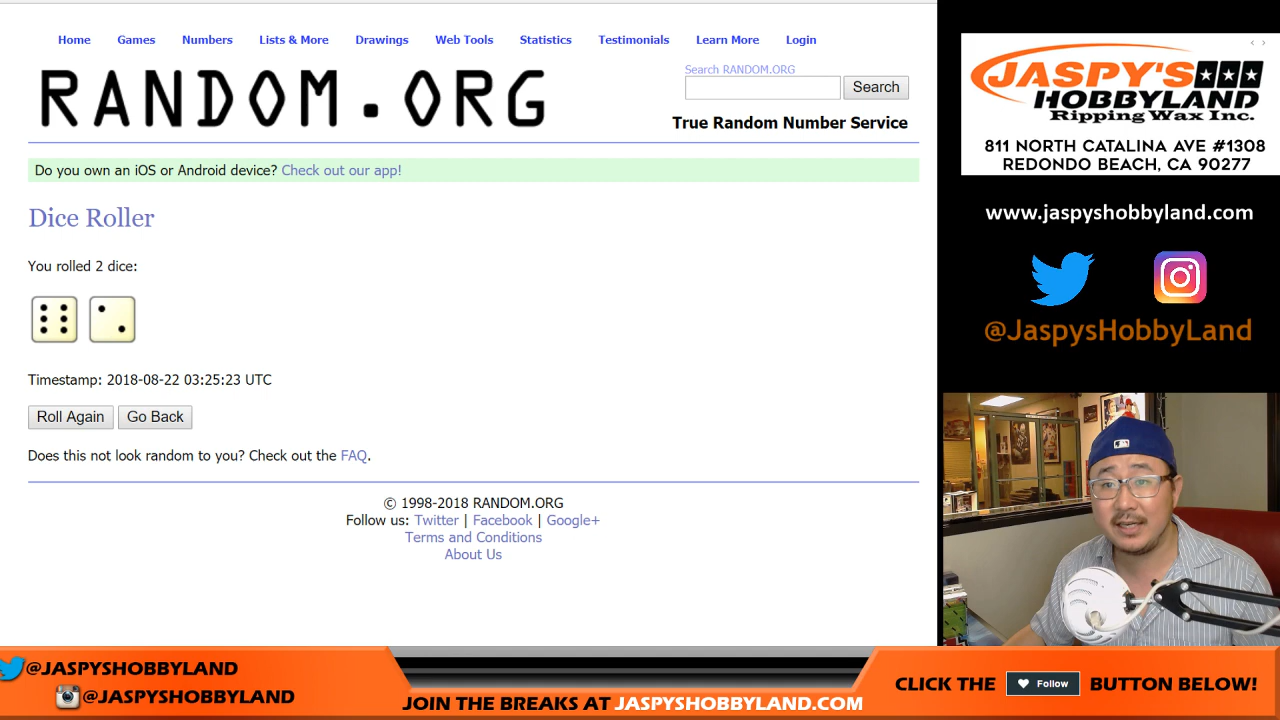 Home Games Numbers Lists & More Drawings Web Tools Statistics Testimonials Learn More Login
RANDOM.ORG
Search RANDOM.ORG
Search
True Random Number Service
Do you own an iOS or Android device? Check out our app!
Dice Roller
You rolled 2 dice:
Timestamp: 2018-08-22 03:25:23 UTC
Roll Again Go Back
Does this not look random to you? Check out the FAQ.
© 1998-2018 RANDOM.ORG
Follow us: Twitter | Facebook | Google+
Terms and Conditions
About Us
JASPY'S
HOBBYLAND
Ripping Wax Inc.
811 NORTH CATALINA AVE #1308
REDONDO BEACH, CA 90277
www.jaspyshobbyland.com
@JaspysHobbyLand
@JASPYSHOBBYLAND
@JASPYSHOBBYLAND
JOIN THE BREAKS AT JASPYSHOBBYLAND.COM
CLICK THE Follow BUTTON BELOW!